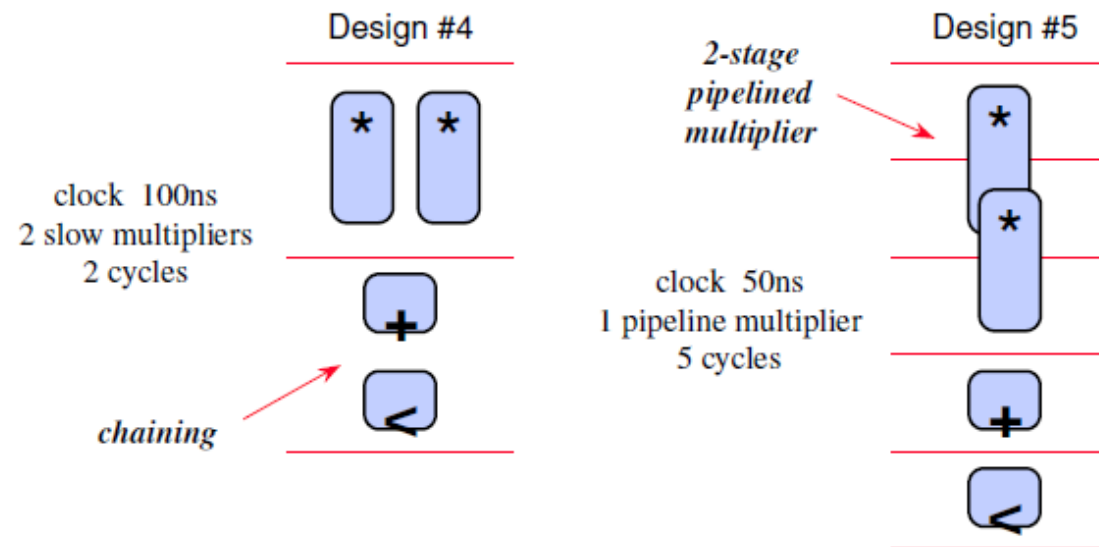 Design #4
* *
clock 100ns
2 slow multipliers
2 cycles
+
chaining
<
Design #5
2-stage
pipelined
multiplier
*
*
clock 50ns
1 pipeline multiplier
5 cycles
+
<